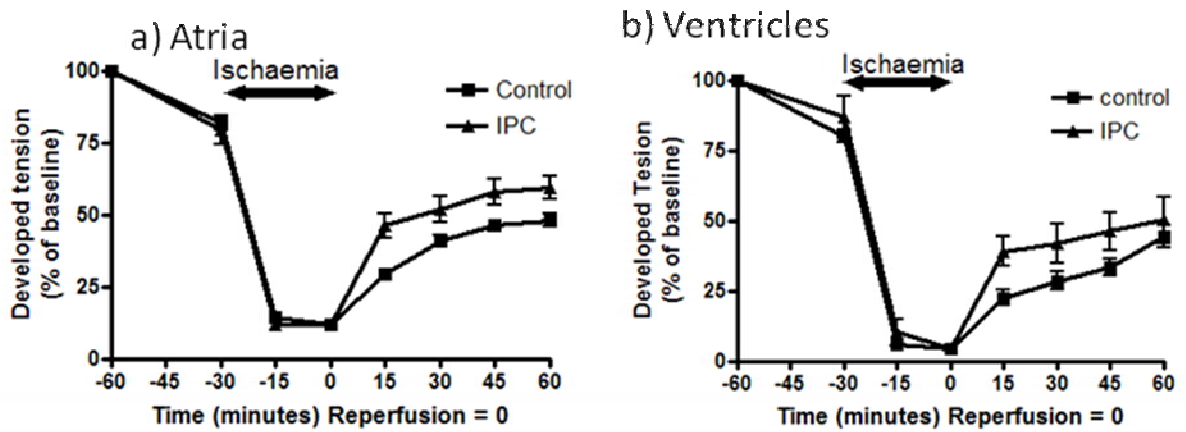 a) Atria
Ischaemia
Control
IPC
Developed tension
(% of baseline)
100
75
50
25
0
-60 -45 -30 -15 0 15 30 45 60
Time (minutes) Reperfusion = 0
b) Ventricles
Ischaemia
control
IPC
Developed Tesion
(% of baseline)
100
75
50
25
0
-60 -45 -30 -15 0 15 30 45 60
Time (minutes) Reperfusion = 0